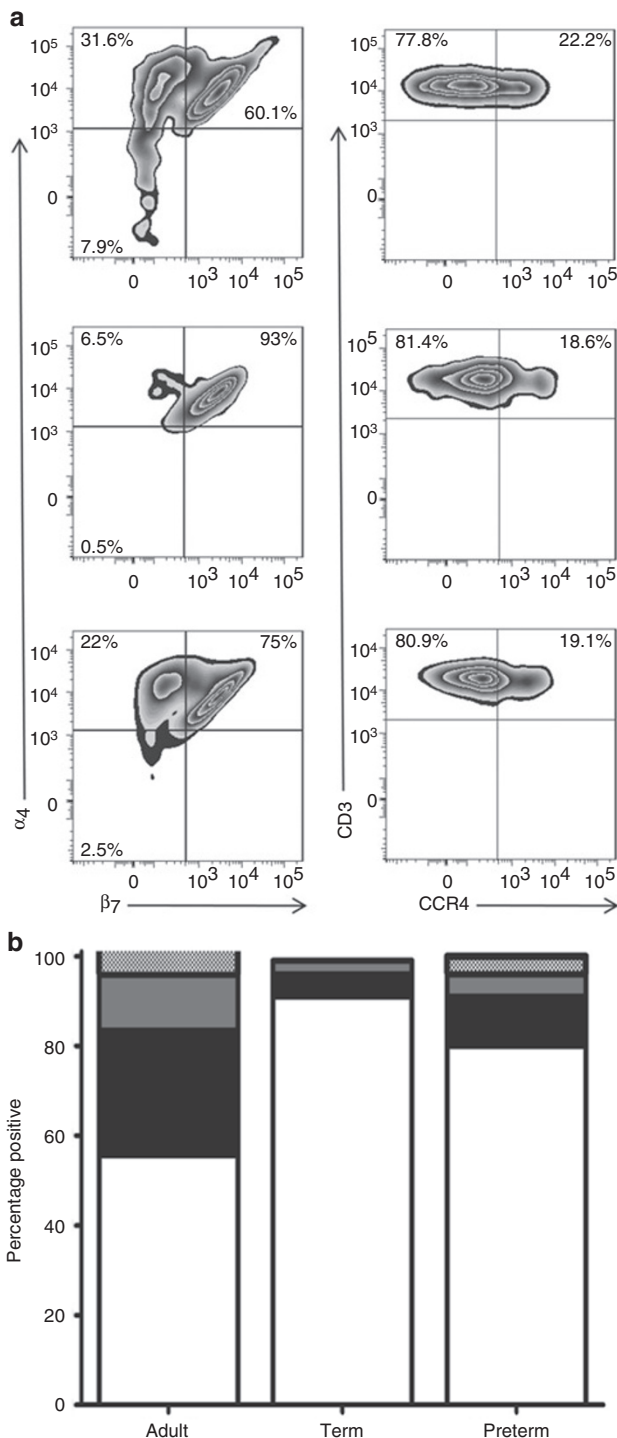 a
31.6%
60.1%
7.9%
10⁵
10⁴
10³
0
0 10³ 10⁴ 10⁵
77.8% 22.2%
10⁵
10⁴
10³
0
0 10³ 10⁴ 10⁵
6.5% 93%
0.5%
10⁵
10⁴
10³
0
0 10³ 10⁴ 10⁵
81.4% 18.6%
10⁵
10⁴
10³
0
0 10³ 10⁴ 10⁵
22% 75%
2.5%
10⁴
10⁴
10³
0
0 10³ 10⁴ 10⁵
α₄
β₇
80.9% 19.1%
10⁴
10⁴
10³
0
0 10³ 10⁴ 10⁵
CD3
CCR4
b
Percentage positive
100
80
60
40
20
0
Adult Term Preterm